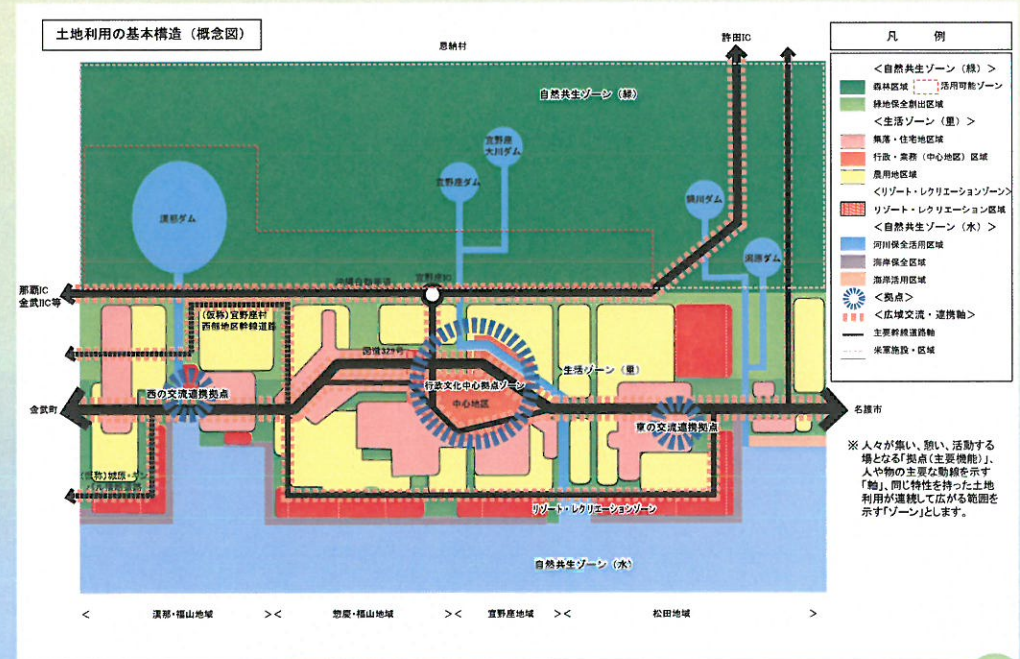 土地利用の基本構造（概念図）
恩納村
許田IC
自然共生ゾーン（緑）
宜野座
大川ダム
宜野座ダム
漢那ダム
鍋川ダム
潟原ダム
那覇IC
金武IC等
沖縄自動車道
宜野座IC
(仮称)宜野座村
西側地区幹線道路
国道329号
生活ゾーン（里）
行政文化中心拠点ゾーン
西の交流連携拠点
中心地区
金武町
名護市
東の交流連携拠点
リゾート・レクリエーションゾーン
自然共生ゾーン（水）
< 漢那・福山地域 >
< 惣慶・福山地域 >
< 宜野座地域 >
< 松田地域 >
凡 例
＜自然共生ゾーン（緑）＞
森林区域 活用可能ゾーン
緑地保全創出区域
＜生活ゾーン（里）＞
集落・住宅地区域
行政・業務（中心地区）区域
農用地区域
＜リゾート・レクリエーションゾーン＞
リゾート・レクリエーション区域
＜自然共生ゾーン（水）＞
河川保全活用区域
海岸保全区域
海岸活用区域
＜拠点＞
＜広域交流・連携軸＞
主要幹線道路軸
米軍施設・区域
※ 人々が集い、憩い、活動する
場となる「拠点（主要機能）」、
人や物の主要な動線を示す
「軸」、同じ特性を持った土地
利用が連続して広がる範囲を
示す「ゾーン」とします。